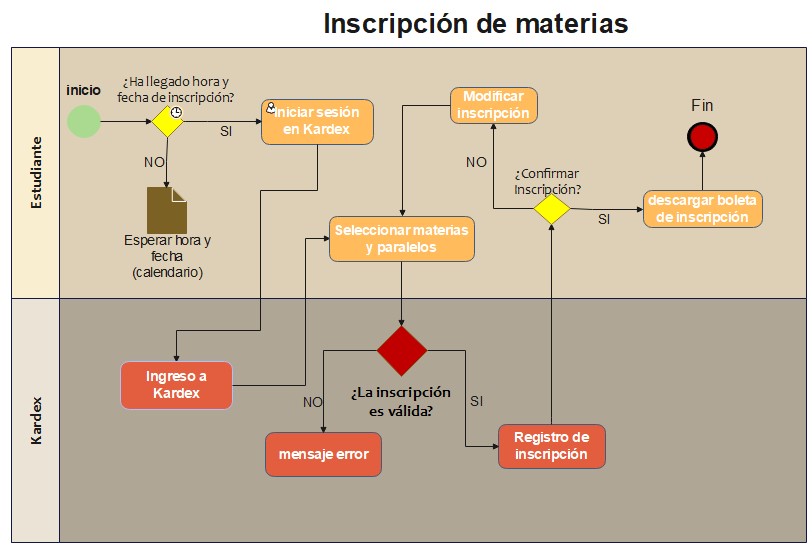 Inscripción de materias
Estudiante
inicio
¿Ha llegado hora y
fecha de inscripción?
SI
NO
Esperar hora y
fecha
(calendario)
Iniciar sesión
en Kardex
Seleccionar materias
y paralelos
Modificar
inscripción
NO
¿Confirmar
Inscripción?
SI
descargar boleta
de inscripción
Fin
Kardex
Ingreso a
Kardex
¿La inscripción
es válida?
NO
mensaje error
SI
Registro de
inscripción